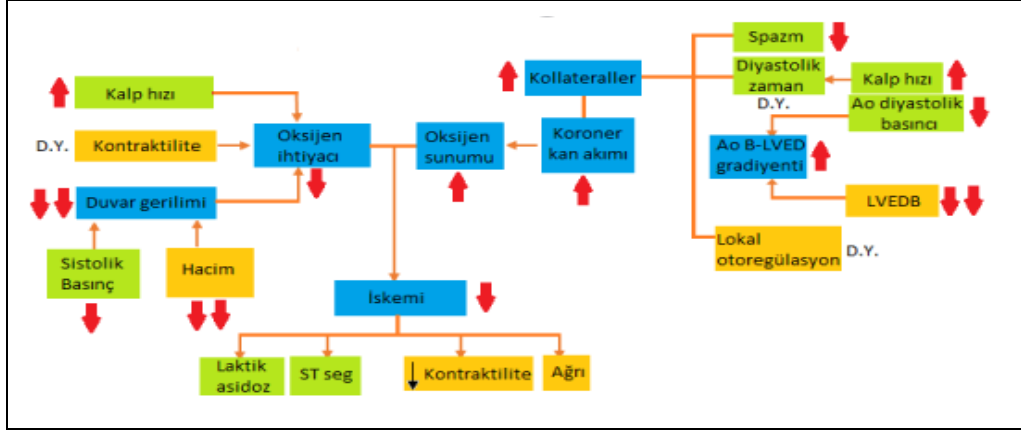 Spazm
Kollateraller
Diyastolik
zaman
Kalp hızı
Kalp hızı
D.Y.
Ao diyastolik
basıncı
D.Y.
Kontraktilite
Oksijen
ihtiyacı
Oksijen
sunumu
Koroner
kan akımı
Ao B-LVED
gradiyenti
Duvar gerilimi
LVEDB
Sistolik
Basınç
Hacim
Lokal
otoregülasyon
D.Y.
İskemi
Laktik
asidoz
ST seg
Kontraktilite
Ağrı